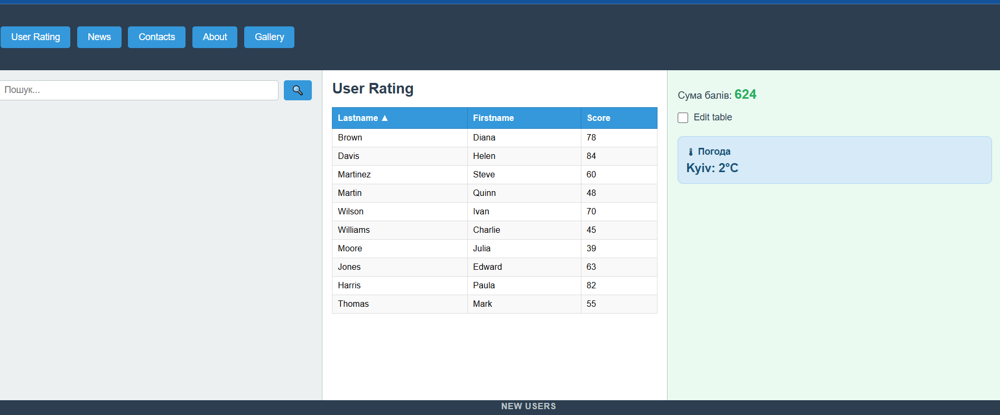 User Rating News Contacts About Gallery
Пошук...
User Rating
Lastname ▲ Firstname Score
Brown Diana 78
Davis Helen 84
Martinez Steve 60
Martin Quinn 48
Wilson Ivan 70
Williams Charlie 45
Moore Julia 39
Jones Edward 63
Harris Paula 82
Thomas Mark 55
Сума балів: 624
Edit table
Погода
Kyiv: 2°C
NEW USERS